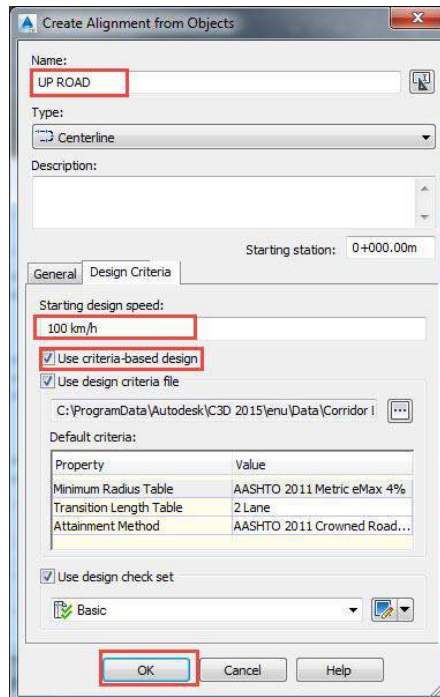 Create Alignment from Objects
Name:
UP ROAD
Type:
Centerline
Description:
Starting station: 0+000.00m
General Design Criteria
Starting design speed:
100 km/h
Use criteria-based design
Use design criteria file
C:\ProgramData\Autodesk\C3D 2015\enu\Data\Corridor
Default criteria:
Property Value
Minimum Radius Table AASHTO 2011 Metric eMax 4%
Transition Length Table 2 Lane
Attainment Method AASHTO 2011 Crowned Road...
Use design check set
Basic
OK Cancel Help